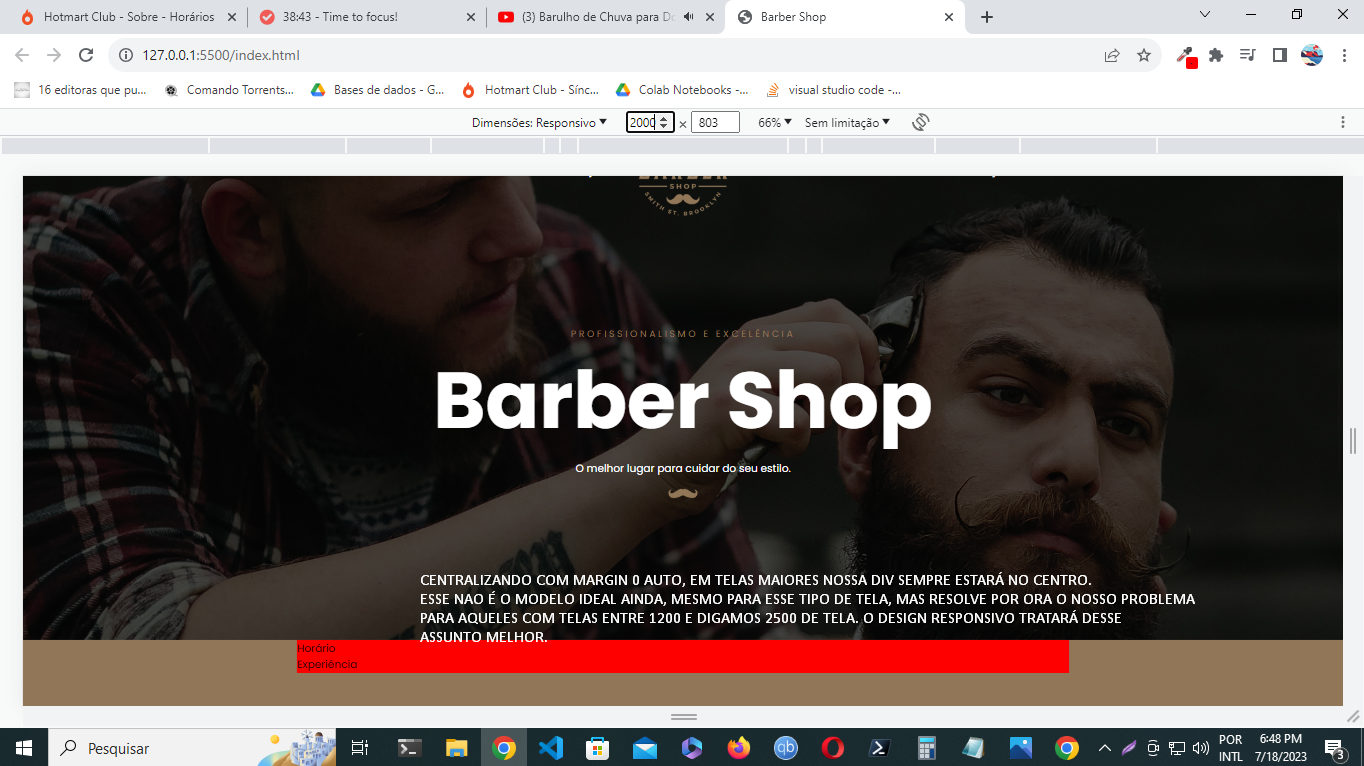 Hotmart Club - Sobre - Horários
38:43 - Time to focus!
(3) Barulho de Chuva para Do
Barber Shop
127.0.0.1:5500/index.html
16 editoras que pu...
Comando Torrents...
Bases de dados - G...
Hotmart Club - Sínc...
Colab Notebooks -...
visual studio code -...
Dimensões: Responsivo
2000 × 803
66%
Sem limitação
SHOP
SMITH ST. BROOKLYN
PROFISSIONALISMO E EXCELÊNCIA
Barber Shop
O melhor lugar para cuidar do seu estilo.
CENTRALIZANDO COM MARGIN 0 AUTO, EM TELAS MAIORES NOSSA DIV SEMPRE ESTARÁ NO CENTRO.
ESSE NAO É O MODELO IDEAL AINDA, MESMO PARA ESSE TIPO DE TELA, MAS RESOLVE POR ORA O NOSSO PROBLEMA
PARA AQUELES COM TELAS ENTRE 1200 E DIGAMOS 2500 DE TELA. O DESIGN RESPONSIVO TRATARÁ DESSE
ASSUNTO MELHOR.
Horário
Experiência
Pesquisar
qb
POR
INTL
6:48 PM
7/18/2023
3